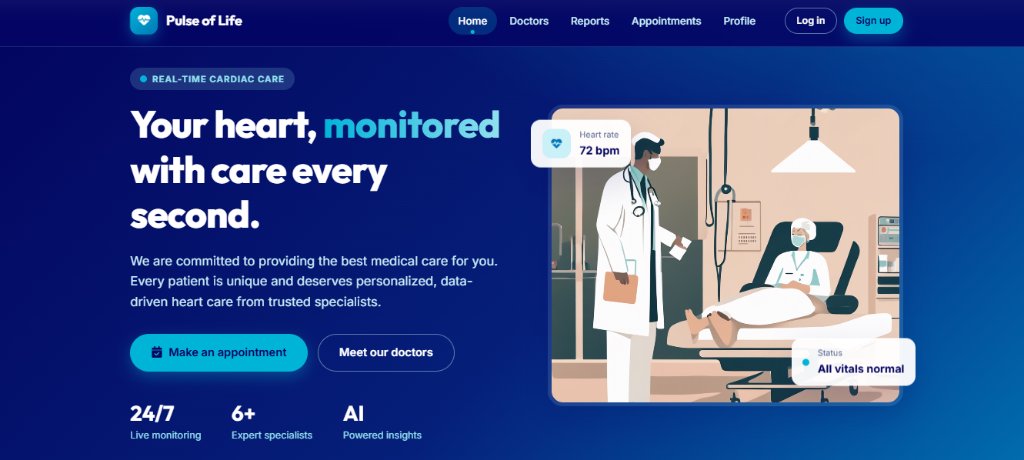 Pulse of Life
Home
Doctors
Reports
Appointments
Profile
Log in
Sign up
REAL-TIME CARDIAC CARE
Your heart, monitored
with care every
second.
We are committed to providing the best medical care for you.
Every patient is unique and deserves personalized, data-
driven heart care from trusted specialists.
Make an appointment
Meet our doctors
24/7
Live monitoring
6+
Expert specialists
AI
Powered insights
Heart rate
72 bpm
Status
All vitals normal